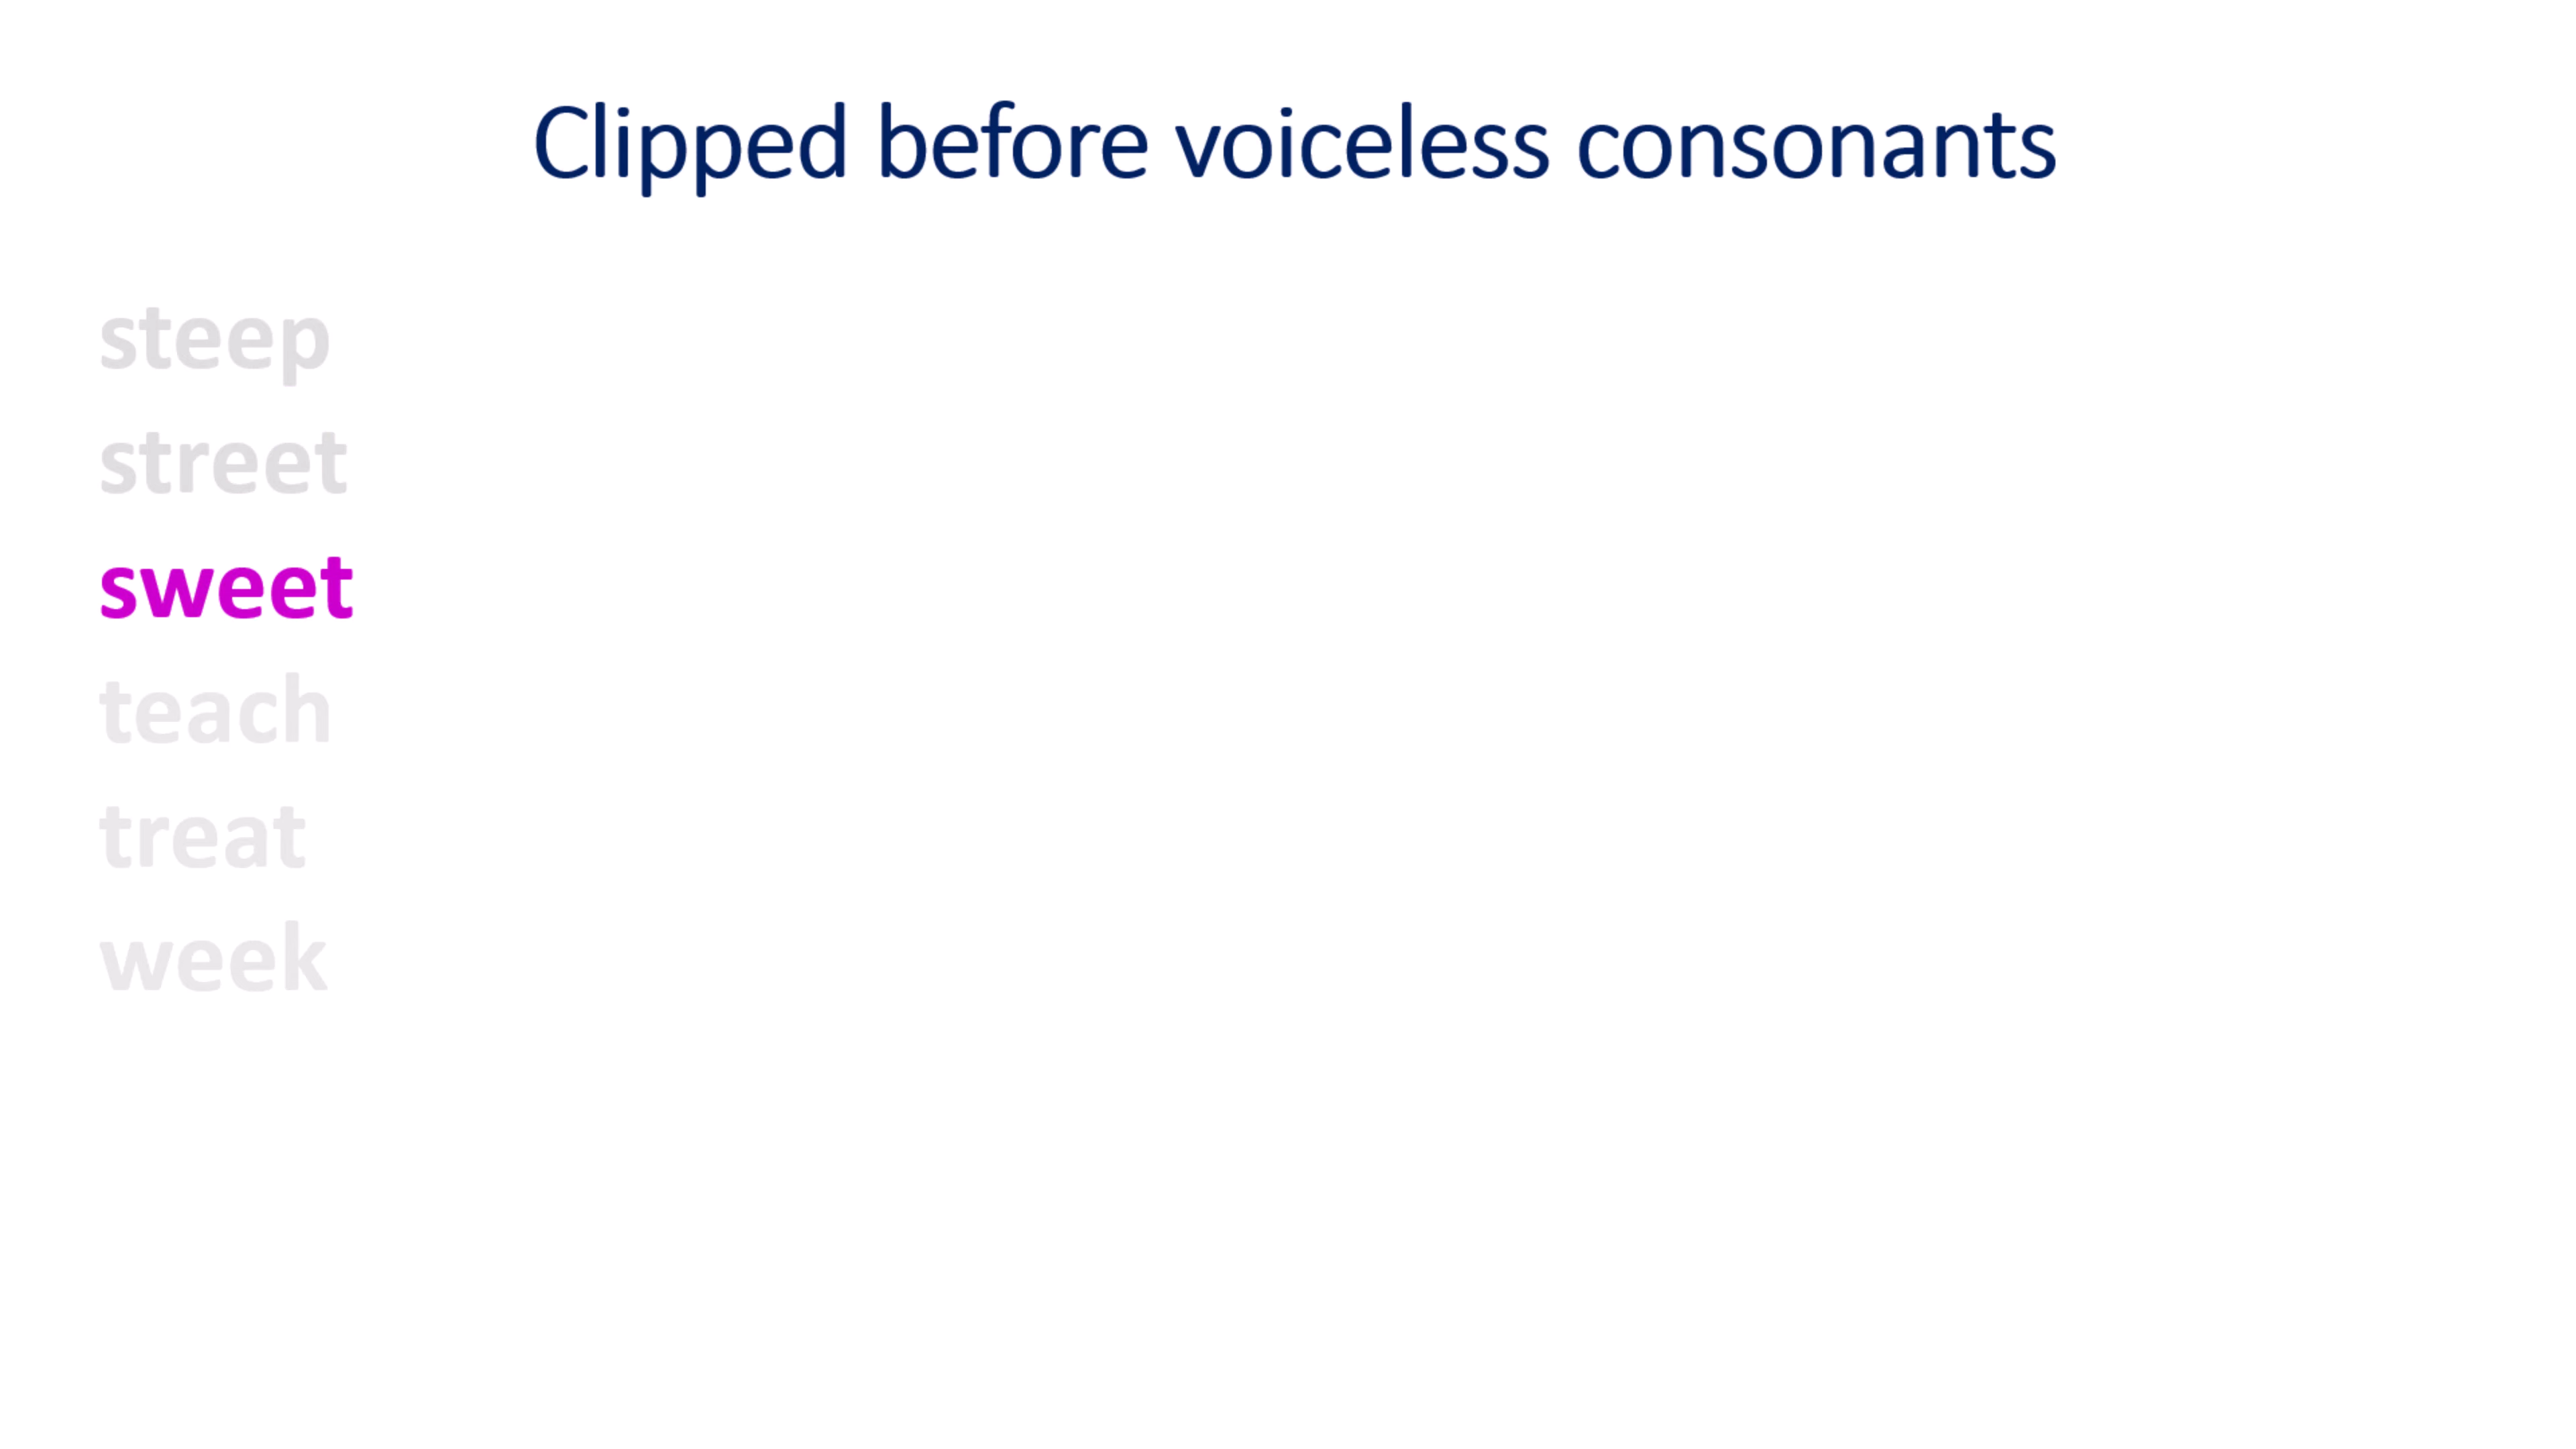 Clipped before voiceless consonants
steep
street
sweet
teach
treat
week